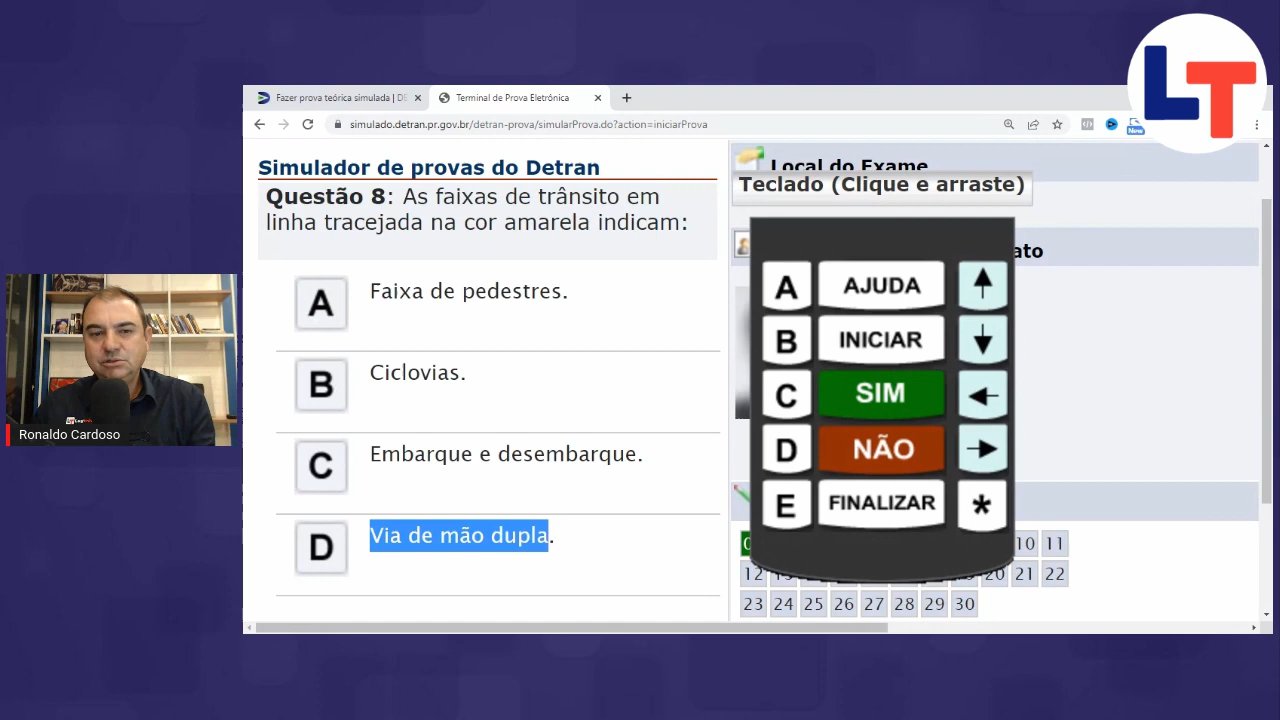 LT
Fazer prova teórica simulada | DE
Terminal de Prova Eletrônica
simulado.detran.pr.gov.br/detran-prova/simularProva.do?action=iniciarProva
New
Simulador de provas do Detran
Questão 8: As faixas de trânsito em
linha tracejada na cor amarela indicam:
A Faixa de pedestres.
B Ciclovias.
C Embarque e desembarque.
D Via de mão dupla.
Local do Exame
Teclado (Clique e arraste)
ato
A AJUDA
B INICIAR
C SIM
D NÃO
E FINALIZAR *
10 11
12 20 21 22
23 24 25 26 27 28 29 30
Ronaldo Cardoso